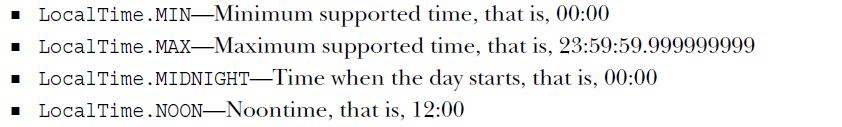 ▪ LocalTime.MIN—Minimum supported time, that is, 00:00
▪ LocalTime.MAX—Maximum supported time, that is, 23:59:59.999999999
▪ LocalTime.MIDNIGHT—Time when the day starts, that is, 00:00
▪ LocalTime.NOON—Noontime, that is, 12:00